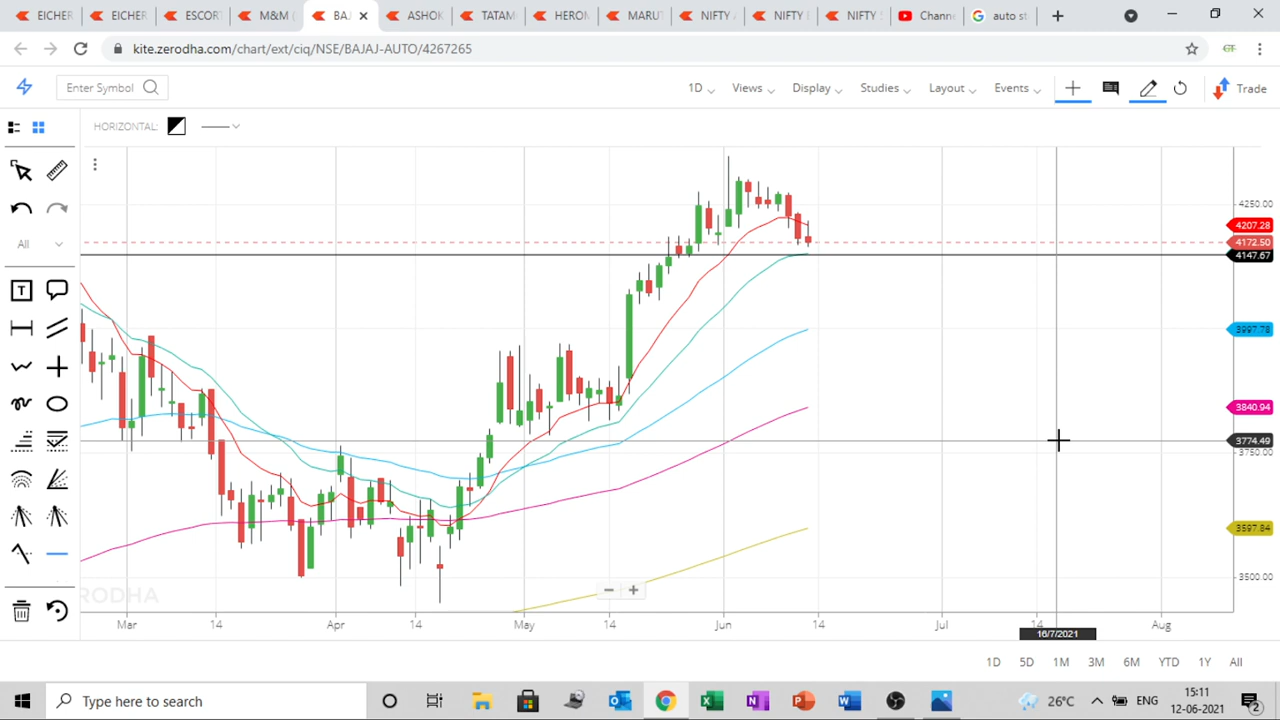 EICHER
EICHER
ESCORT
M&M (
BAJ
ASHOK
TATAM
HEROM
MARUT
NIFTY A
NIFTY B
NIFTY S
Channe
auto st
kite.zerodha.com/chart/ext/ciq/NSE/BAJAJ-AUTO/4267265
Enter Symbol
1D
Views
Display
Studies
Layout
Events
Trade
HORIZONTAL:
All
T
4250.00
4207.28
4172.50
4147.67
3997.78
3840.94
3774.49
3750.00
3597.84
3500.00
ZERODHA
Mar
14
Apr
14
May
14
Jun
14
Jul
14
Aug
16/7/2021
1D
5D
1M
3M
6M
YTD
1Y
All
Type here to search
26°C
ENG
15:11
12-06-2021
2